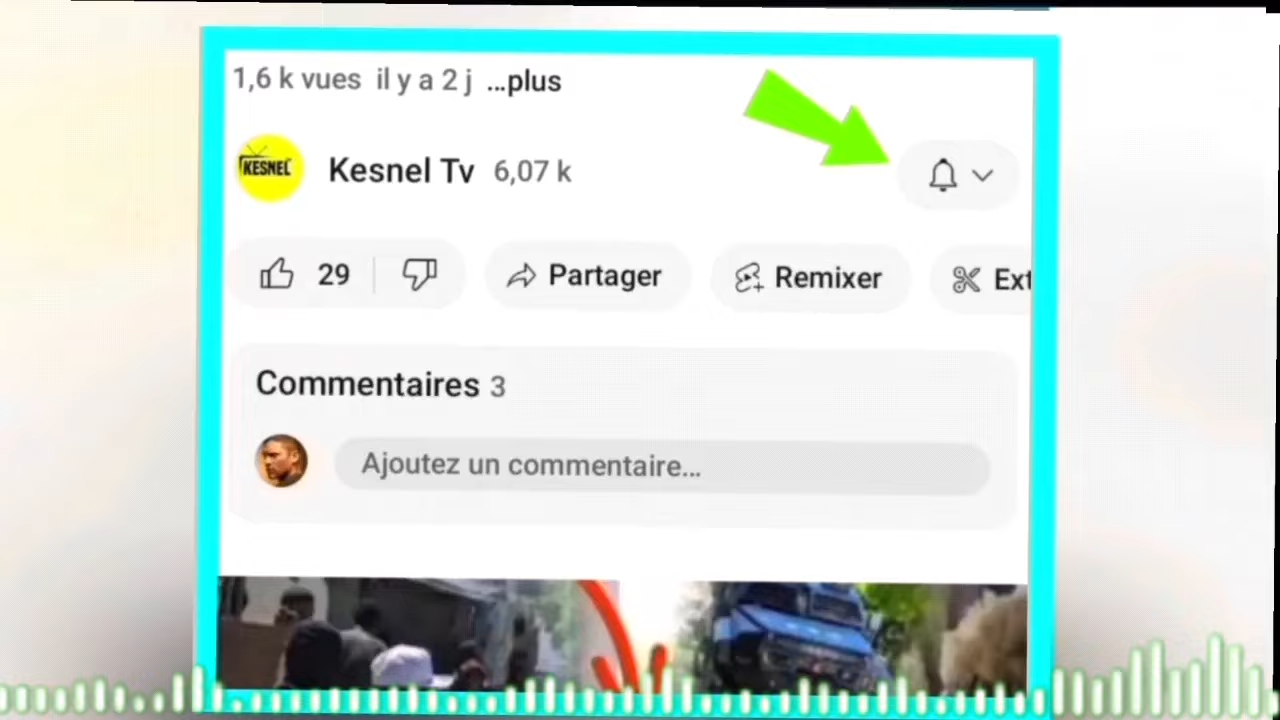 1,6 k vues il y a 2 j ...plus
KESNEL
Kesnel Tv 6,07 k
29
Partager
Remixer
Ext
Commentaires 3
Ajoutez un commentaire...